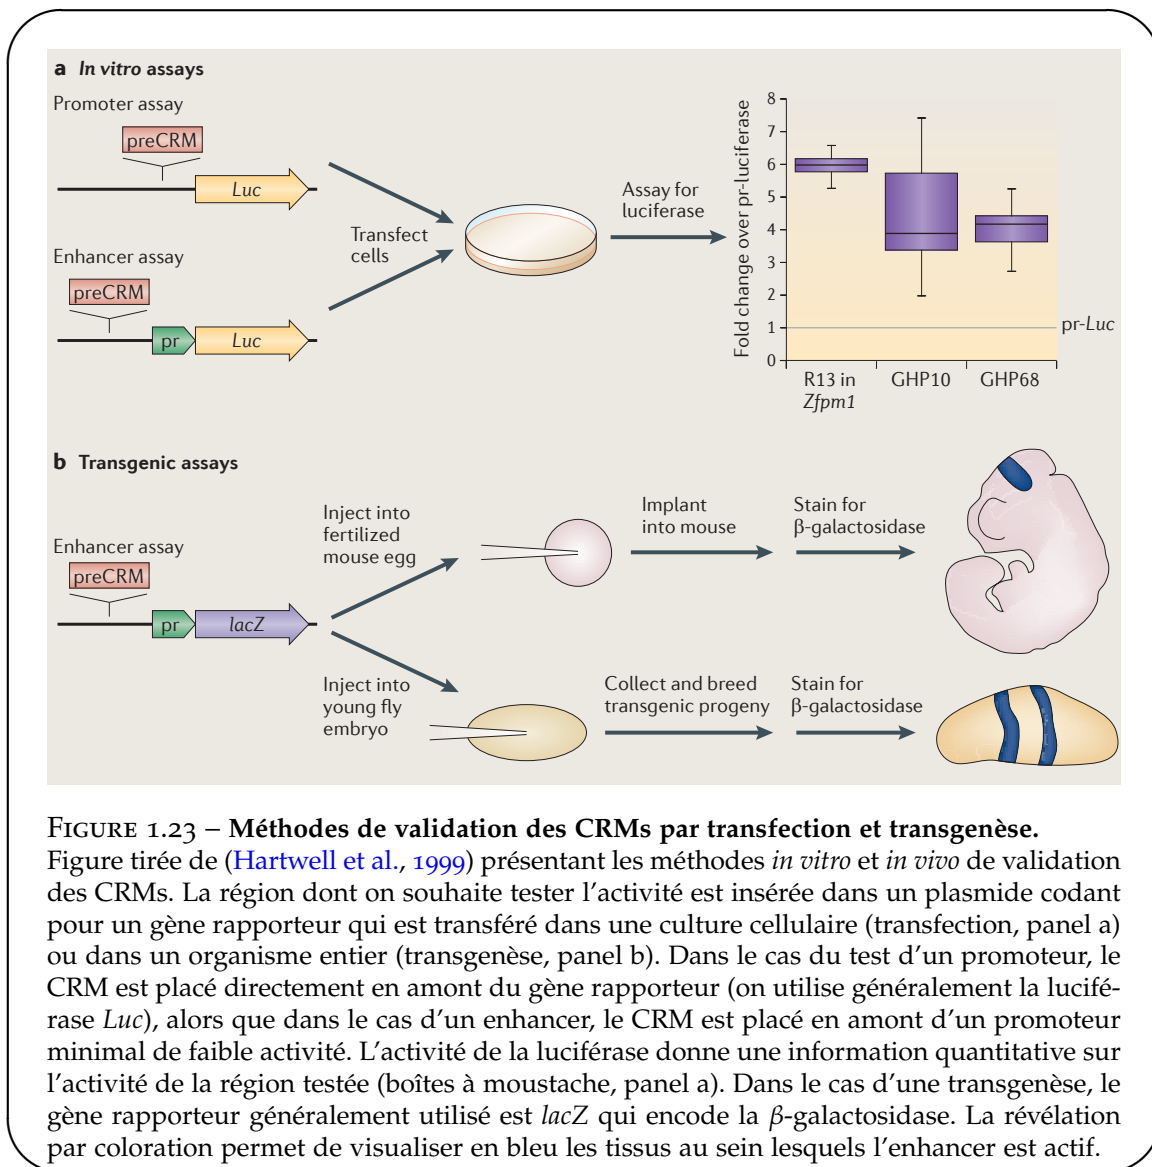 a In vitro assays
Promoter assay
preCRM
Luc
Enhancer assay
preCRM
pr
Luc
Transfect
cells
Assay for
luciferase
Fold change over pr-luciferase
8
7
6
5
4
3
2
1
0
pr-Luc
R13 in
Zfpm1
GHP10
GHP68
b Transgenic assays
Enhancer assay
preCRM
pr
lacZ
Inject into
fertilized
mouse egg
Implant
into mouse
Stain for
β-galactosidase
Inject into
young fly
embryo
Collect and breed
transgenic progeny
Stain for
β-galactosidase
FIGURE 1.23 – Méthodes de validation des CRMs par transfection et transgenèse.
Figure tirée de (Hartwell et al., 1999) présentant les méthodes in vitro et in vivo de validation
des CRMs. La région dont on souhaite tester l'activité est insérée dans un plasmide codant
pour un gène rapporteur qui est transféré dans une culture cellulaire (transfection, panel a)
ou dans un organisme entier (transgenèse, panel b). Dans le cas du test d'un promoteur, le
CRM est placé directement en amont du gène rapporteur (on utilise généralement la lucifé-
rase Luc), alors que dans le cas d'un enhancer, le CRM est placé en amont d'un promoteur
minimal de faible activité. L'activité de la luciférase donne une information quantitative sur
l'activité de la région testée (boîtes à moustache, panel a). Dans le cas d'une transgenèse, le
gène rapporteur généralement utilisé est lacZ qui encode la β-galactosidase. La révélation
par coloration permet de visualiser en bleu les tissus au sein lesquels l'enhancer est actif.